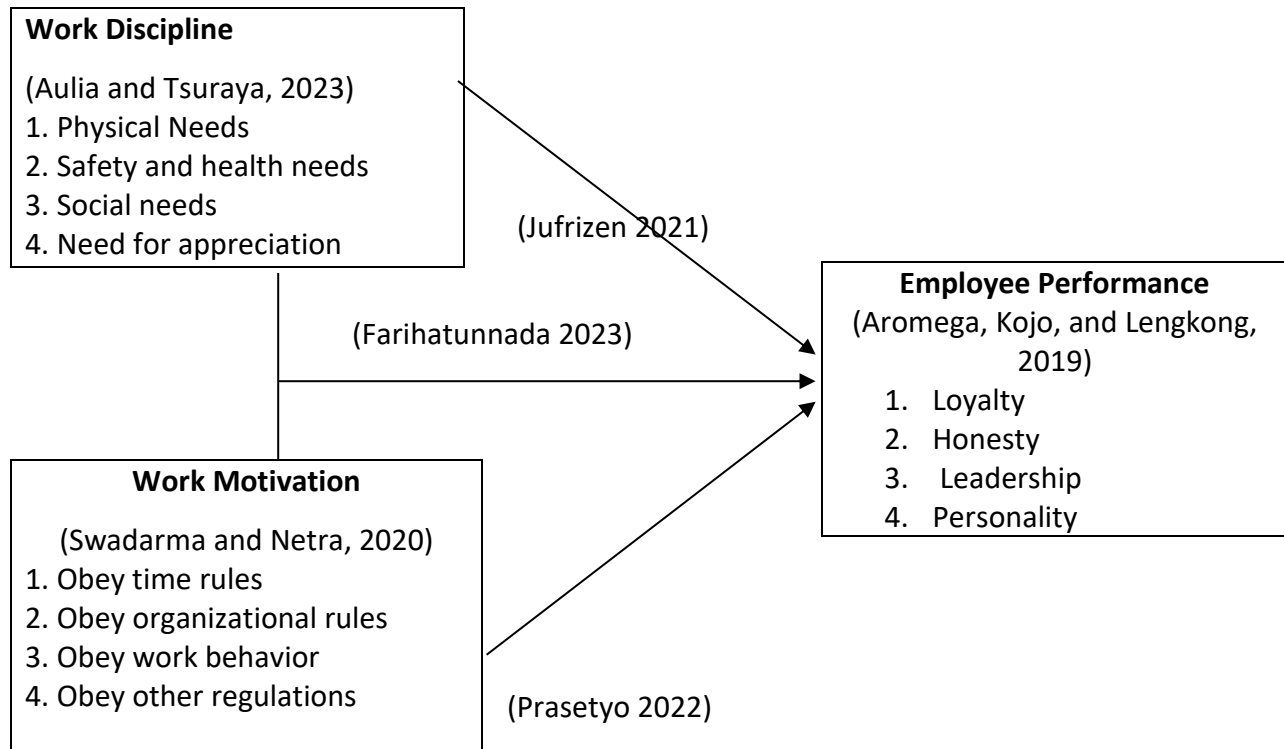 Work Discipline
(Aulia and Tsuraya, 2023)
1. Physical Needs
2. Safety and health needs
3. Social needs
4. Need for appreciation
(Jufrizen 2021)
(Farihatunnada 2023)
Employee Performance
(Aromega, Kojo, and Lengkong,
2019)
1. Loyalty
2. Honesty
3. Leadership
4. Personality
Work Motivation
(Swadarma and Netra, 2020)
1. Obey time rules
2. Obey organizational rules
3. Obey work behavior
4. Obey other regulations
(Prasetyo 2022)